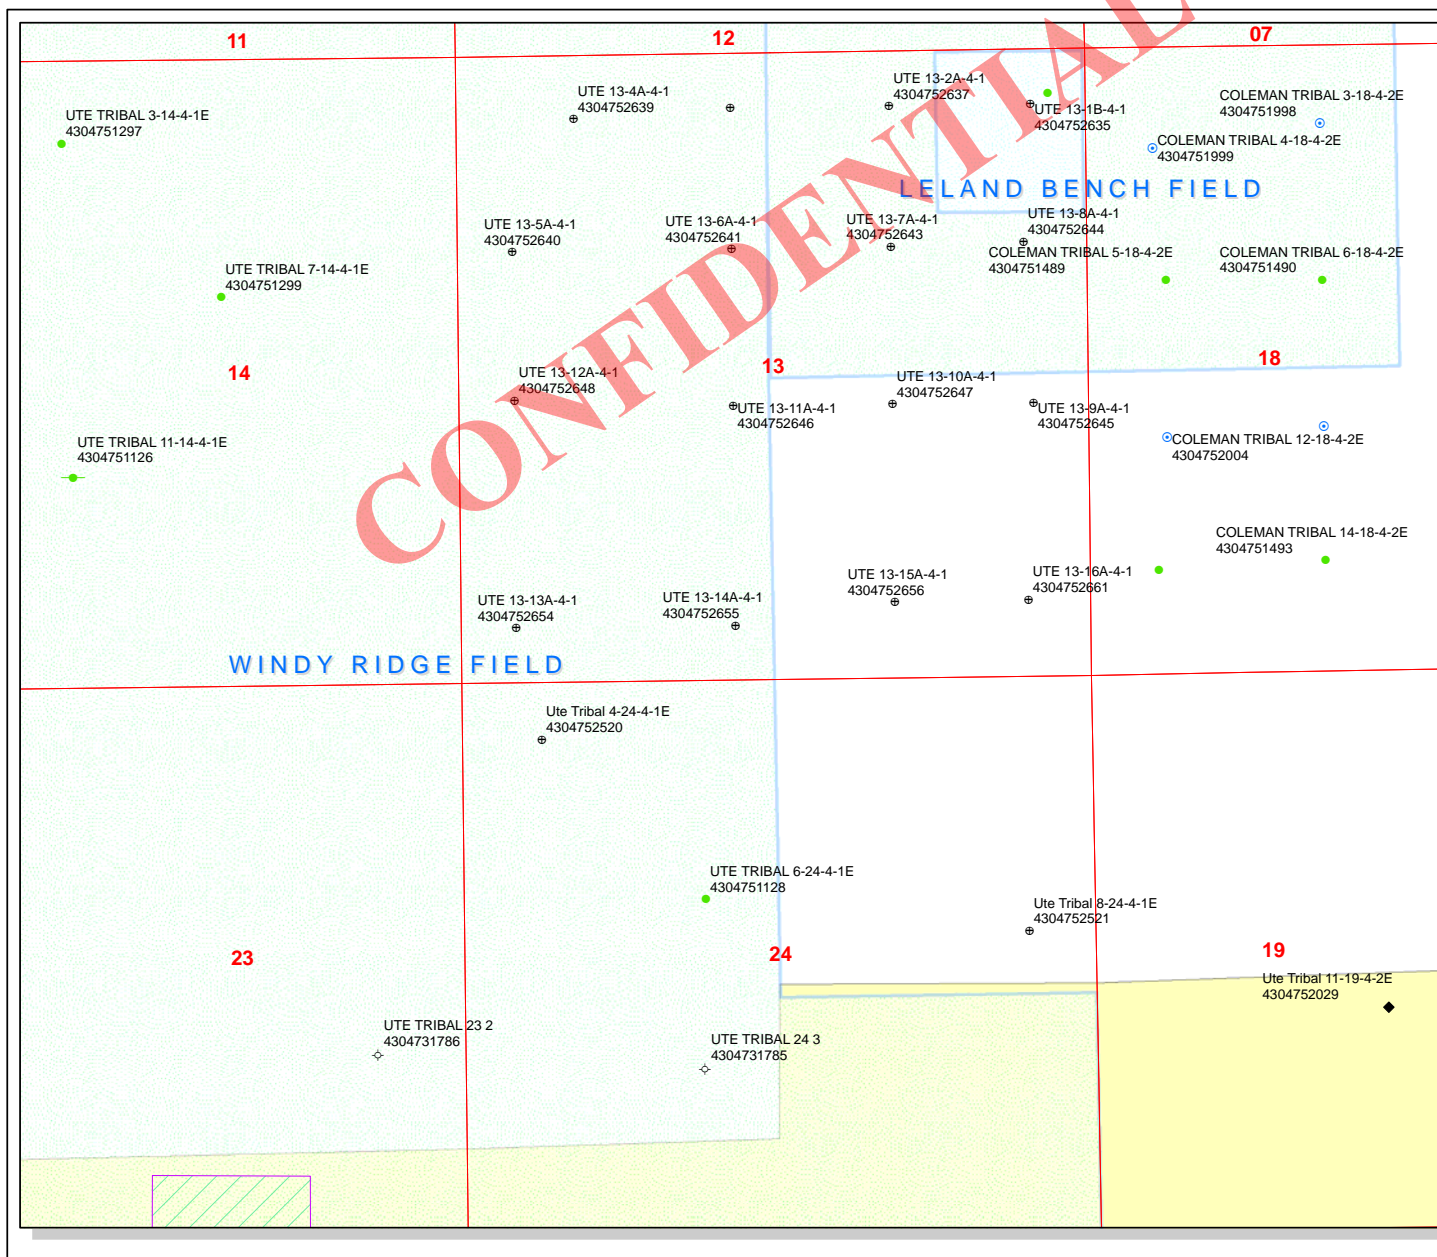 11
12
07
UTE TRIBAL 3-14-4-1E
4304751297
UTE 13-4A-4-1
4304752639
UTE 13-2A-4-1
4304752637
UTE 13-1B-4-1
4304752635
COLEMAN TRIBAL 3-18-4-2E
4304751998
COLEMAN TRIBAL 4-18-4-2E
4304751999
LELAND BENCH FIELD
UTE 13-5A-4-1
4304752640
UTE 13-6A-4-1
4304752641
UTE 13-7A-4-1
4304752643
UTE 13-8A-4-1
4304752644
COLEMAN TRIBAL 5-18-4-2E
4304751489
COLEMAN TRIBAL 6-18-4-2E
4304751490
UTE TRIBAL 7-14-4-1E
4304751299
14
13
18
UTE 13-12A-4-1
4304752648
UTE 13-11A-4-1
4304752646
UTE 13-10A-4-1
4304752647
UTE 13-9A-4-1
4304752645
COLEMAN TRIBAL 12-18-4-2E
4304752004
UTE TRIBAL 11-14-4-1E
4304751126
CONFIDENTIAL
COLEMAN TRIBAL 14-18-4-2E
4304751493
UTE 13-13A-4-1
4304752654
UTE 13-14A-4-1
4304752655
UTE 13-15A-4-1
4304752656
UTE 13-16A-4-1
4304752661
WINDY RIDGE FIELD
Ute Tribal 4-24-4-1E
4304752520
UTE TRIBAL 6-24-4-1E
4304751128
Ute Tribal 8-24-4-1E
4304752521
23
24
19
Ute Tribal 11-19-4-2E
4304752029
UTE TRIBAL 23 2
4304731786
UTE TRIBAL 24 3
4304731785